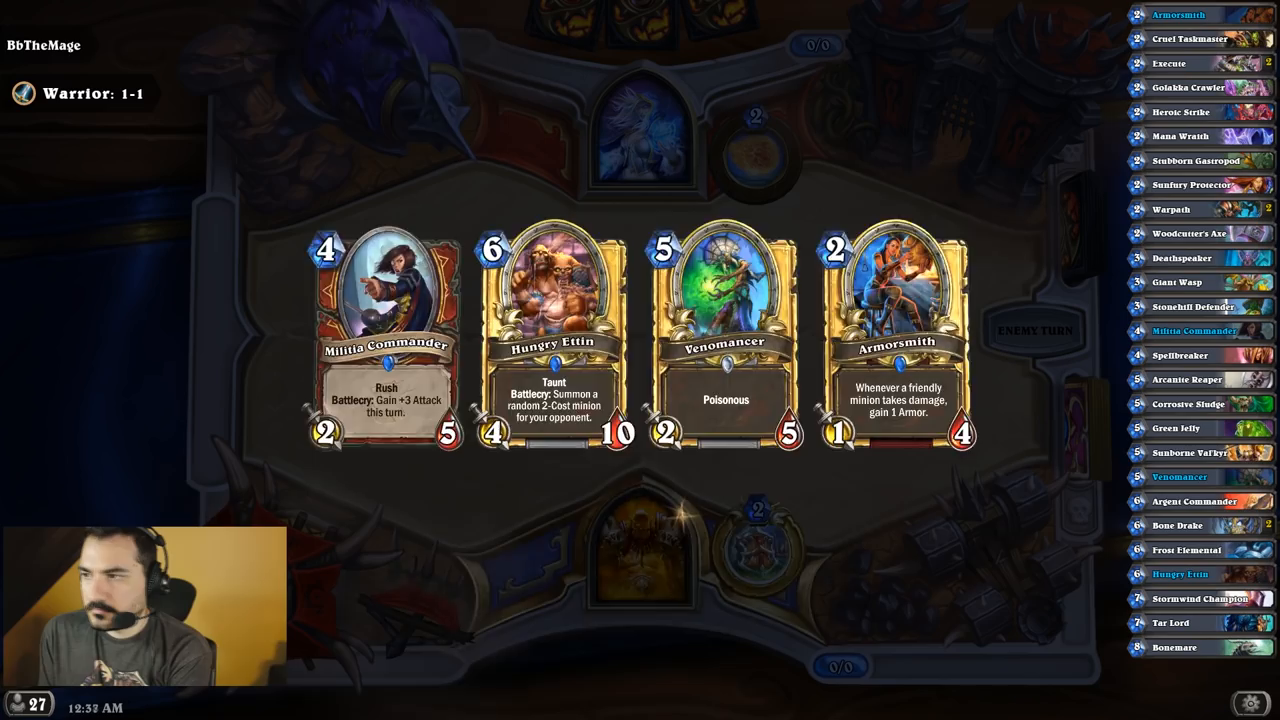 BbTheMage
Warrior: 1-1
0/0
2
ENEMY TURN
4
Militia Commander
Rush
Battlecry: Gain +3 Attack
this turn.
2
5
6
Hungry Ettin
Taunt
Battlecry: Summon a
random 2-Cost minion
for your opponent.
4
10
5
Venomancer
Poisonous
2
5
2
Armorsmith
Whenever a friendly
minion takes damage,
gain 1 Armor.
1
4
2
0/0
2 Armorsmith
2 Cruel Taskmaster
2 Execute 2
2 Golakka Crawler
2 Heroic Strike
2 Mana Wraith
2 Stubborn Gastropod
2 Sunfury Protector
2 Warpath 2
2 Woodcutter's Axe
3 Deathspeaker
3 Giant Wasp
3 Stonehill Defender
4 Militia Commander
4 Spellbreaker
5 Arcanite Reaper
5 Corrosive Sludge
5 Green Jelly
5 Sunborne Val'kyr
5 Venomancer
6 Argent Commander
6 Bone Drake 2
6 Frost Elemental
6 Hungry Ettin
7 Stormwind Champion
7 Tar Lord
8 Bonemare
27
12:33 AM